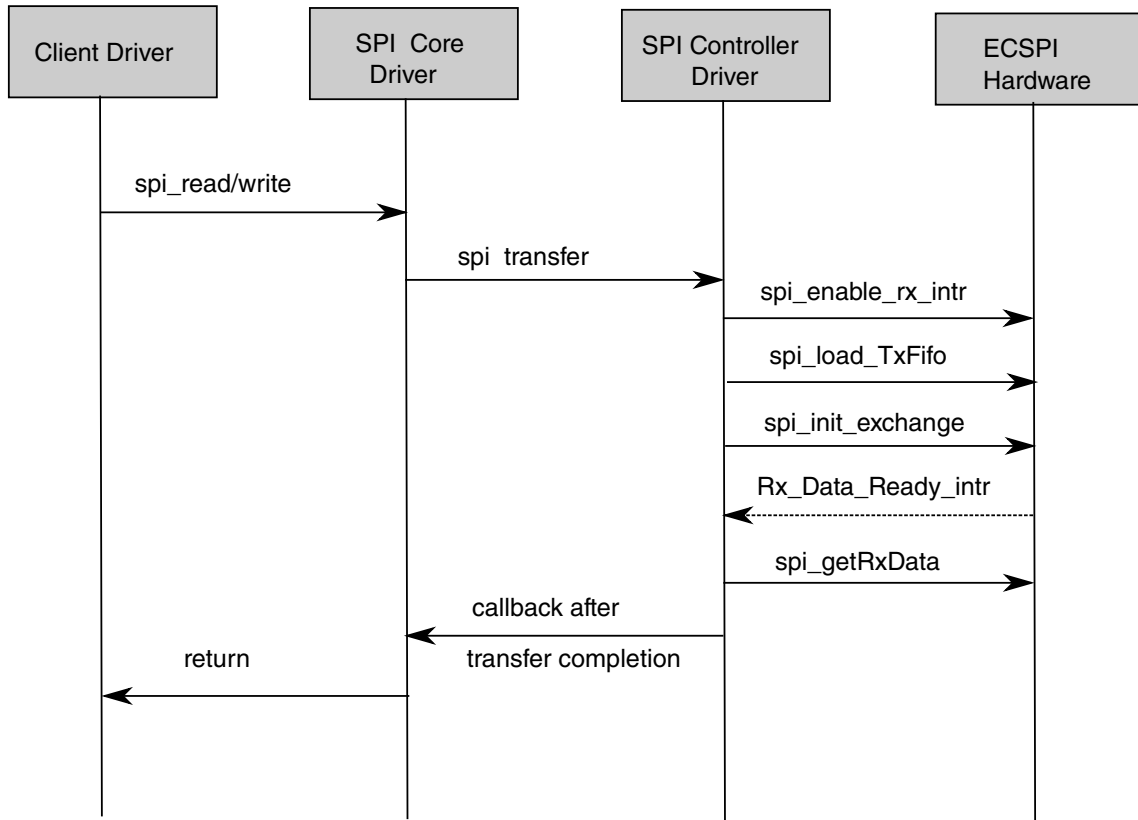 Client Driver
SPI Core
Driver
SPI Controller
Driver
ECSPI
Hardware
spi_read/write
spi transfer
spi_enable_rx_intr
spi_load_TxFifo
spi_init_exchange
Rx_Data_Ready_intr
spi_getRxData
callback after
transfer completion
return